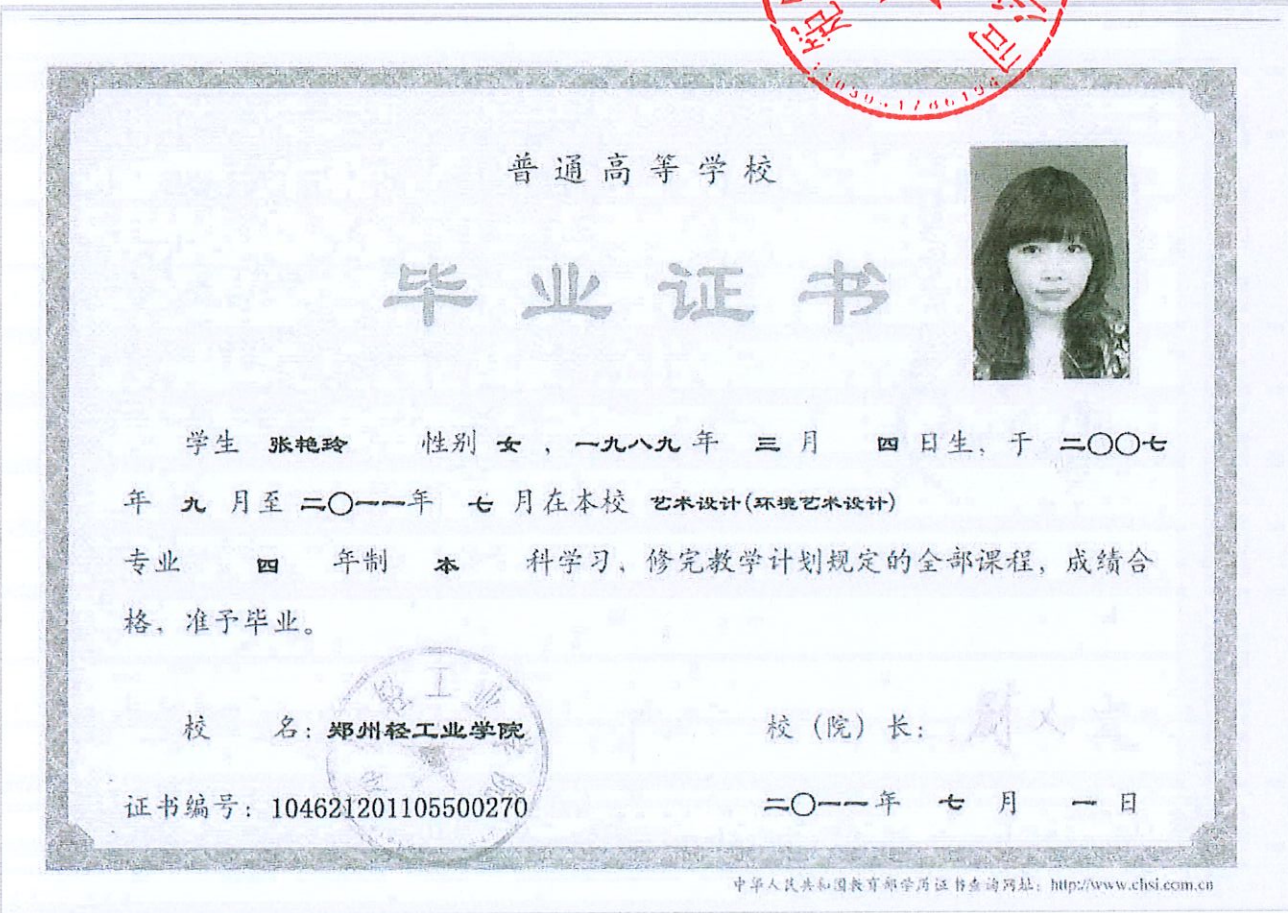 普通高等学校
毕业证书
学生 张艳玲 性别 女，一九八九年 三月 四日生，于二〇〇七
年 九月至二〇一一年 七月在本校 艺术设计(环境艺术设计)
专业 四 年制 本 科学习，修完教学计划规定的全部课程，成绩合
格，准予毕业。
校 名：郑州轻工业学院
校（院）长：
证书编号：104621201105500270
二〇一一年 七月 一日
中华人民共和国教育部学历证书查询网址：http://www.chsi.com.cn